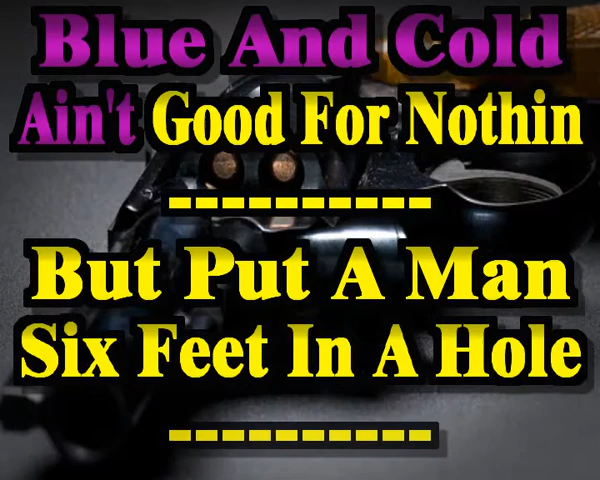 Blue And Cold
Ain't Good For Nothin
----------
But Put A Man
Six Feet In A Hole
----------